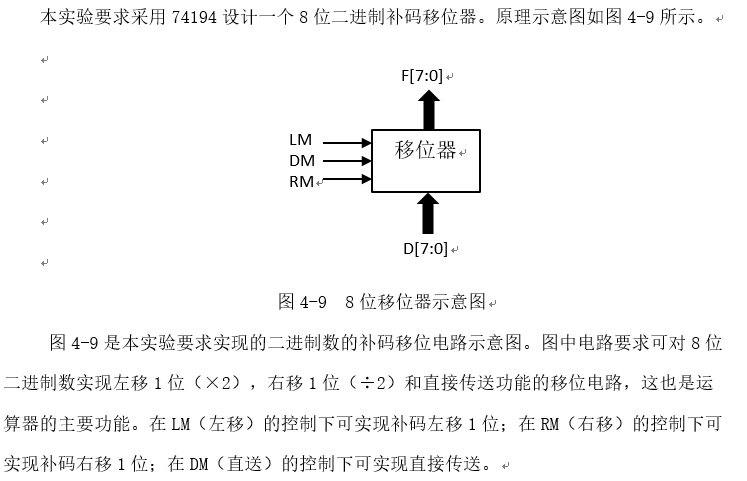 本实验要求采用 74194 设计一个 8 位二进制补码移位器。原理示意图如图 4-9 所示。
F[7:0]
LM
DM
RM
移位器
D[7:0]
图 4-9 8 位移位器示意图
图 4-9 是本实验要求实现的二进制数的补码移位电路示意图。图中电路要求可对 8 位
二进制数实现左移 1 位（×2），右移 1 位（÷2）和直接传送功能的移位电路，这也是运
算器的主要功能。在 LM（左移）的控制下可实现补码左移 1 位；在 RM（右移）的控制下可
实现补码右移 1 位；在 DM（直送）的控制下可实现直接传送。